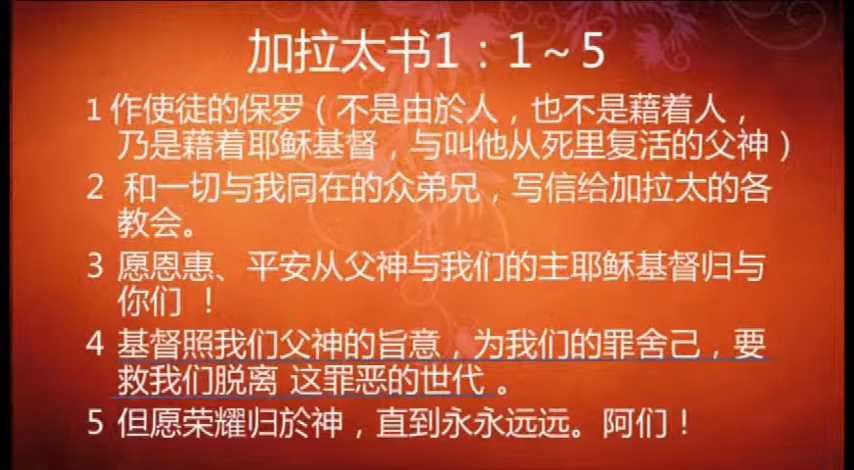 加拉太书1：1～5
1 作使徒的保罗（不是由於人，也不是藉着人，
乃是藉着耶稣基督，与叫他从死里复活的父神）
2 和一切与我同在的众弟兄，写信给加拉太的各
教会。
3 愿恩惠、平安从父神与我们的主耶稣基督归与
你们 ！
4 基督照我们父神的旨意，为我们的罪舍己，要
救我们脱离 这罪恶的世代 。
5 但愿荣耀归於神，直到永永远远。阿们！